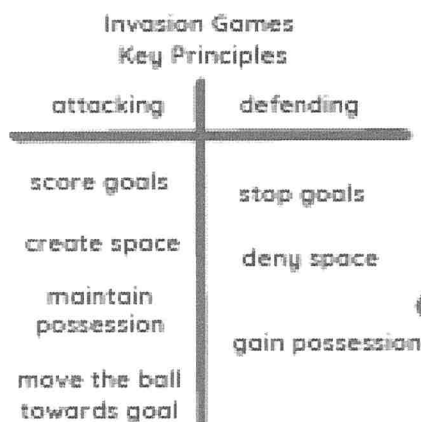 Invasion Games
Key Principles
attacking
defending
score goals
stop goals
create space
deny space
maintain
possession
gain possession
move the ball
towards goal